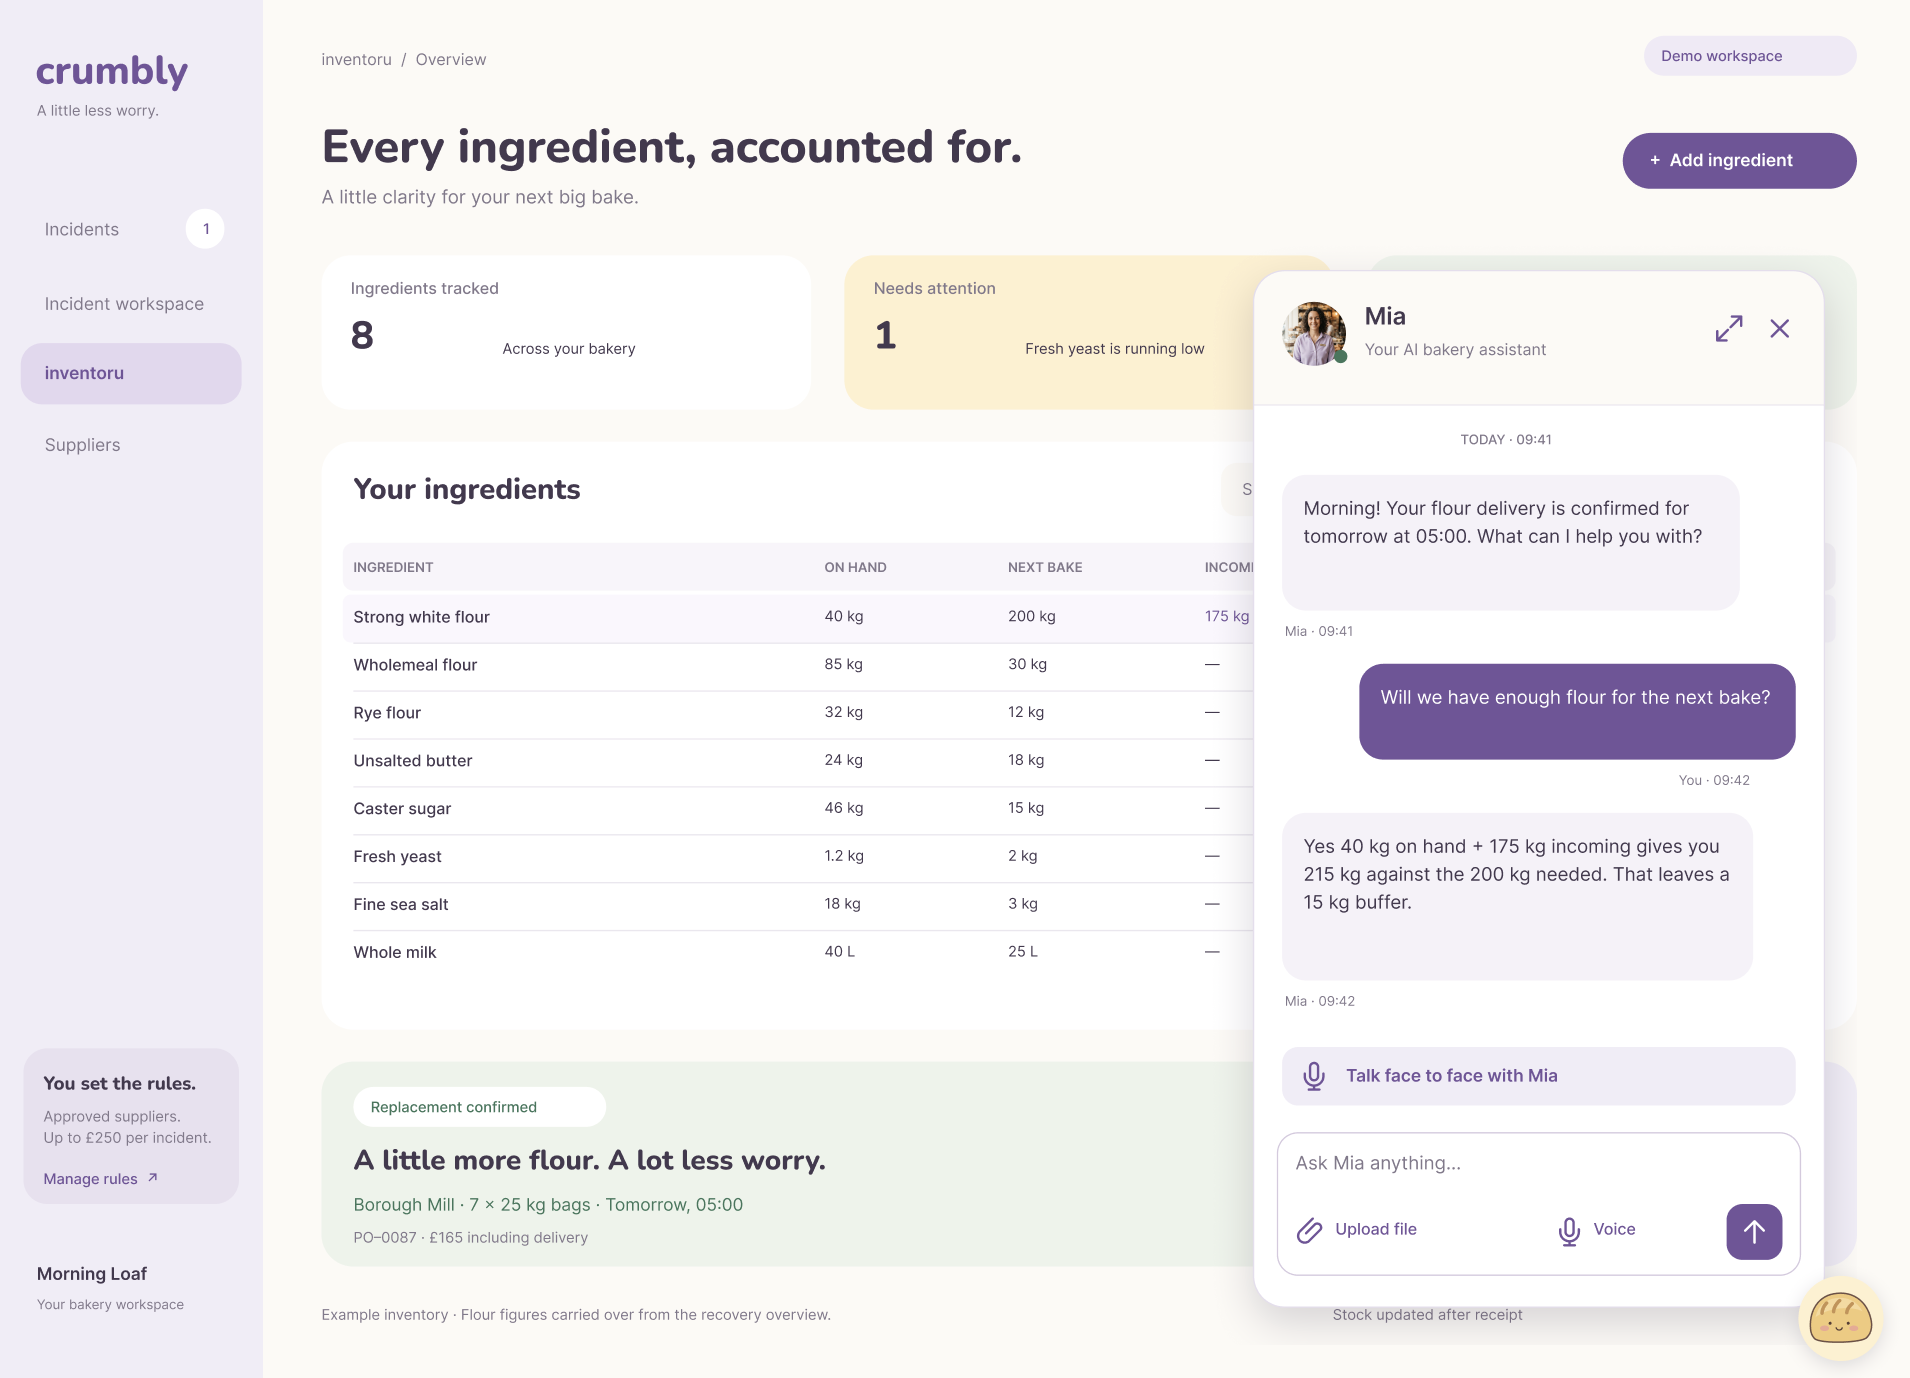 crumbly
A little less worry.
Incidents
1
Incident workspace
inventoru
Suppliers
You set the rules.
Approved suppliers.
Up to £250 per incident.
Manage rules ↗
Morning Loaf
Your bakery workspace
inventoru / Overview
Demo workspace
Every ingredient, accounted for.
A little clarity for your next big bake.
+ Add ingredient
Ingredients tracked
8
Across your bakery
Needs attention
1
Fresh yeast is running low
Your ingredients
INGREDIENT ON HAND NEXT BAKE
Strong white flour 40 kg 200 kg 175 kg
Wholemeal flour 85 kg 30 kg —
Rye flour 32 kg 12 kg —
Unsalted butter 24 kg 18 kg —
Caster sugar 46 kg 15 kg —
Fresh yeast 1.2 kg 2 kg —
Fine sea salt 18 kg 3 kg —
Whole milk 40 L 25 L —
Replacement confirmed
A little more flour. A lot less worry.
Borough Mill · 7 × 25 kg bags · Tomorrow, 05:00
PO–0087 · £165 including delivery
Example inventory · Flour figures carried over from the recovery overview.
Stock updated after receipt
Mia
Your AI bakery assistant
TODAY · 09:41
Morning! Your flour delivery is confirmed for
tomorrow at 05:00. What can I help you with?
Mia · 09:41
Will we have enough flour for the next bake?
You · 09:42
Yes 40 kg on hand + 175 kg incoming gives you
215 kg against the 200 kg needed. That leaves a
15 kg buffer.
Mia · 09:42
Talk face to face with Mia
Ask Mia anything...
Upload file
Voice